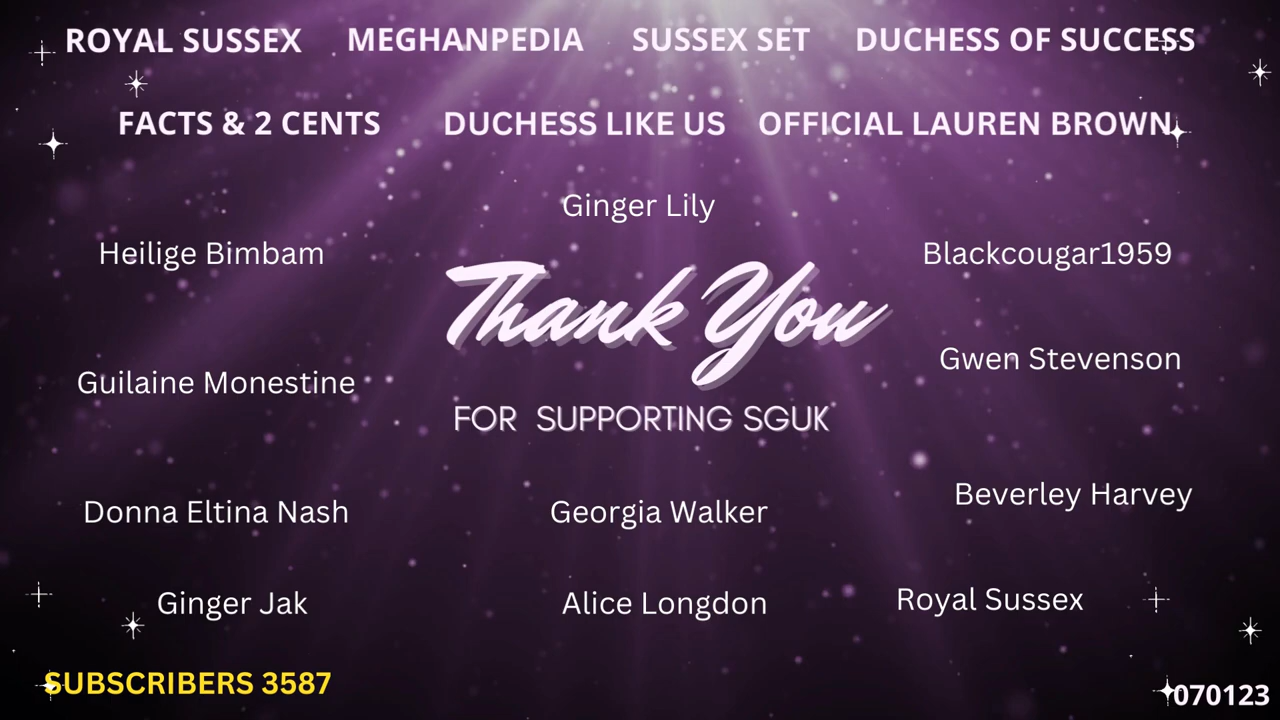 ROYAL SUSSEX MEGHANPEDIA SUSSEX SET DUCHESS OF SUCCESS
FACTS & 2 CENTS DUCHESS LIKE US OFFICIAL LAUREN BROWN
Ginger Lily
Heilige Bimbam
Blackcougar1959
Thank You
Gwen Stevenson
Guilaine Monestine
FOR SUPPORTING SGUK
Beverley Harvey
Donna Eltina Nash
Georgia Walker
Ginger Jak
Alice Longdon
Royal Sussex
SUBSCRIBERS 3587
070123